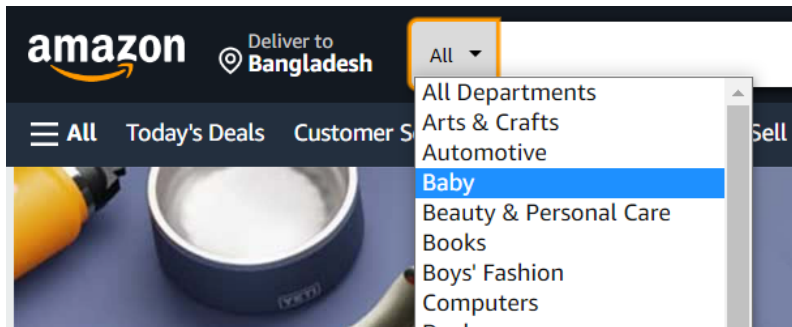 amazon
Deliver to
Bangladesh
All
All Today's Deals Customer Sell
All Departments
Arts & Crafts
Automotive
Baby
Beauty & Personal Care
Books
Boys' Fashion
Computers
YETI